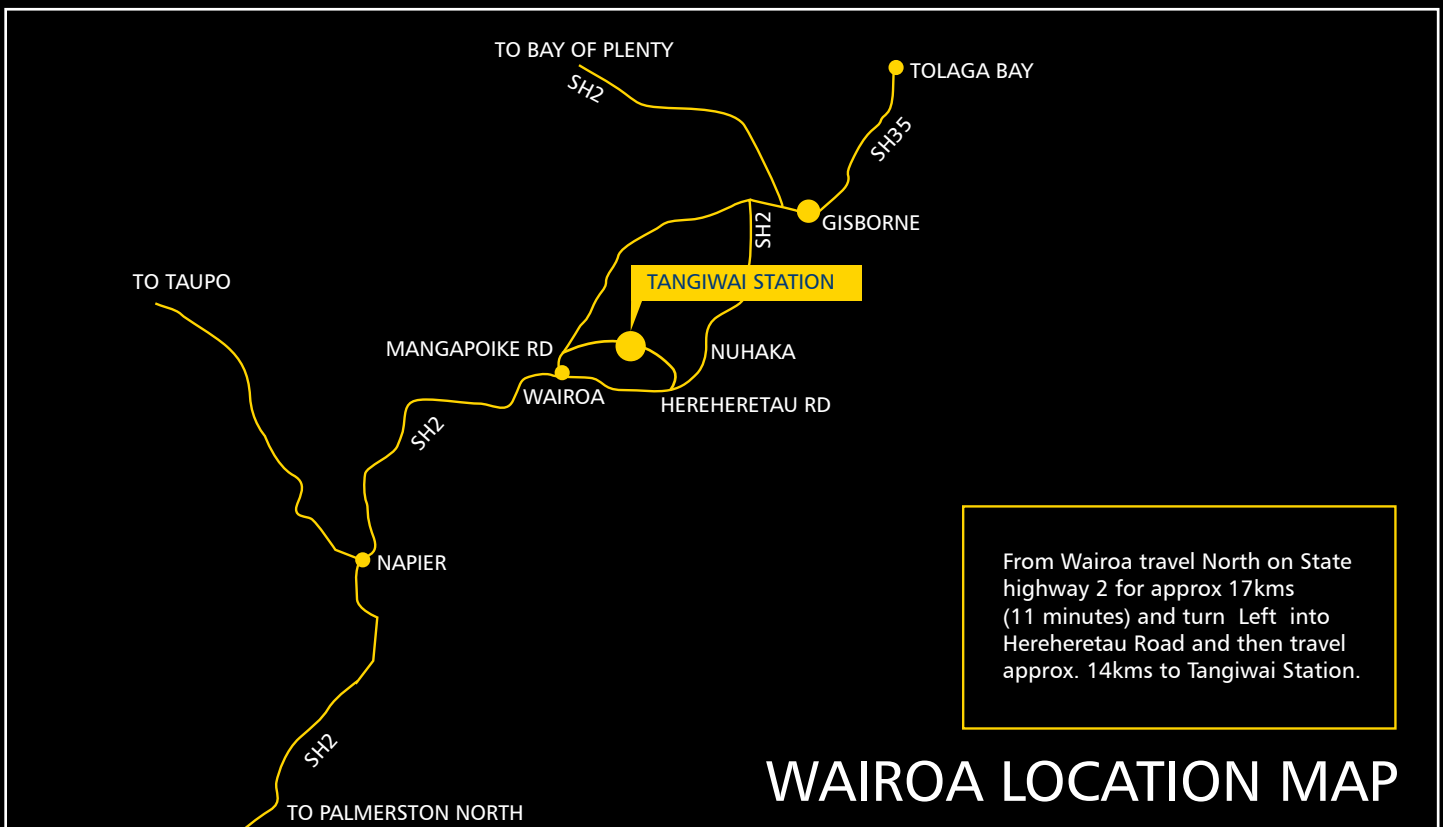 TO BAY OF PLENTY
TOLAGA BAY
SH2
SH35
GISBORNE
SH2
TO TAUPO
TANGIWAI STATION
MANGAPOIKE RD
NUHAKA
WAIROA
HEREHERETAU RD
SH2
NAPIER
From Wairoa travel North on State
highway 2 for approx 17kms
(11 minutes) and turn Left into
Hereheretau Road and then travel
approx. 14kms to Tangiwai Station.
SH2
WAIROA LOCATION MAP
TO PALMERSTON NORTH